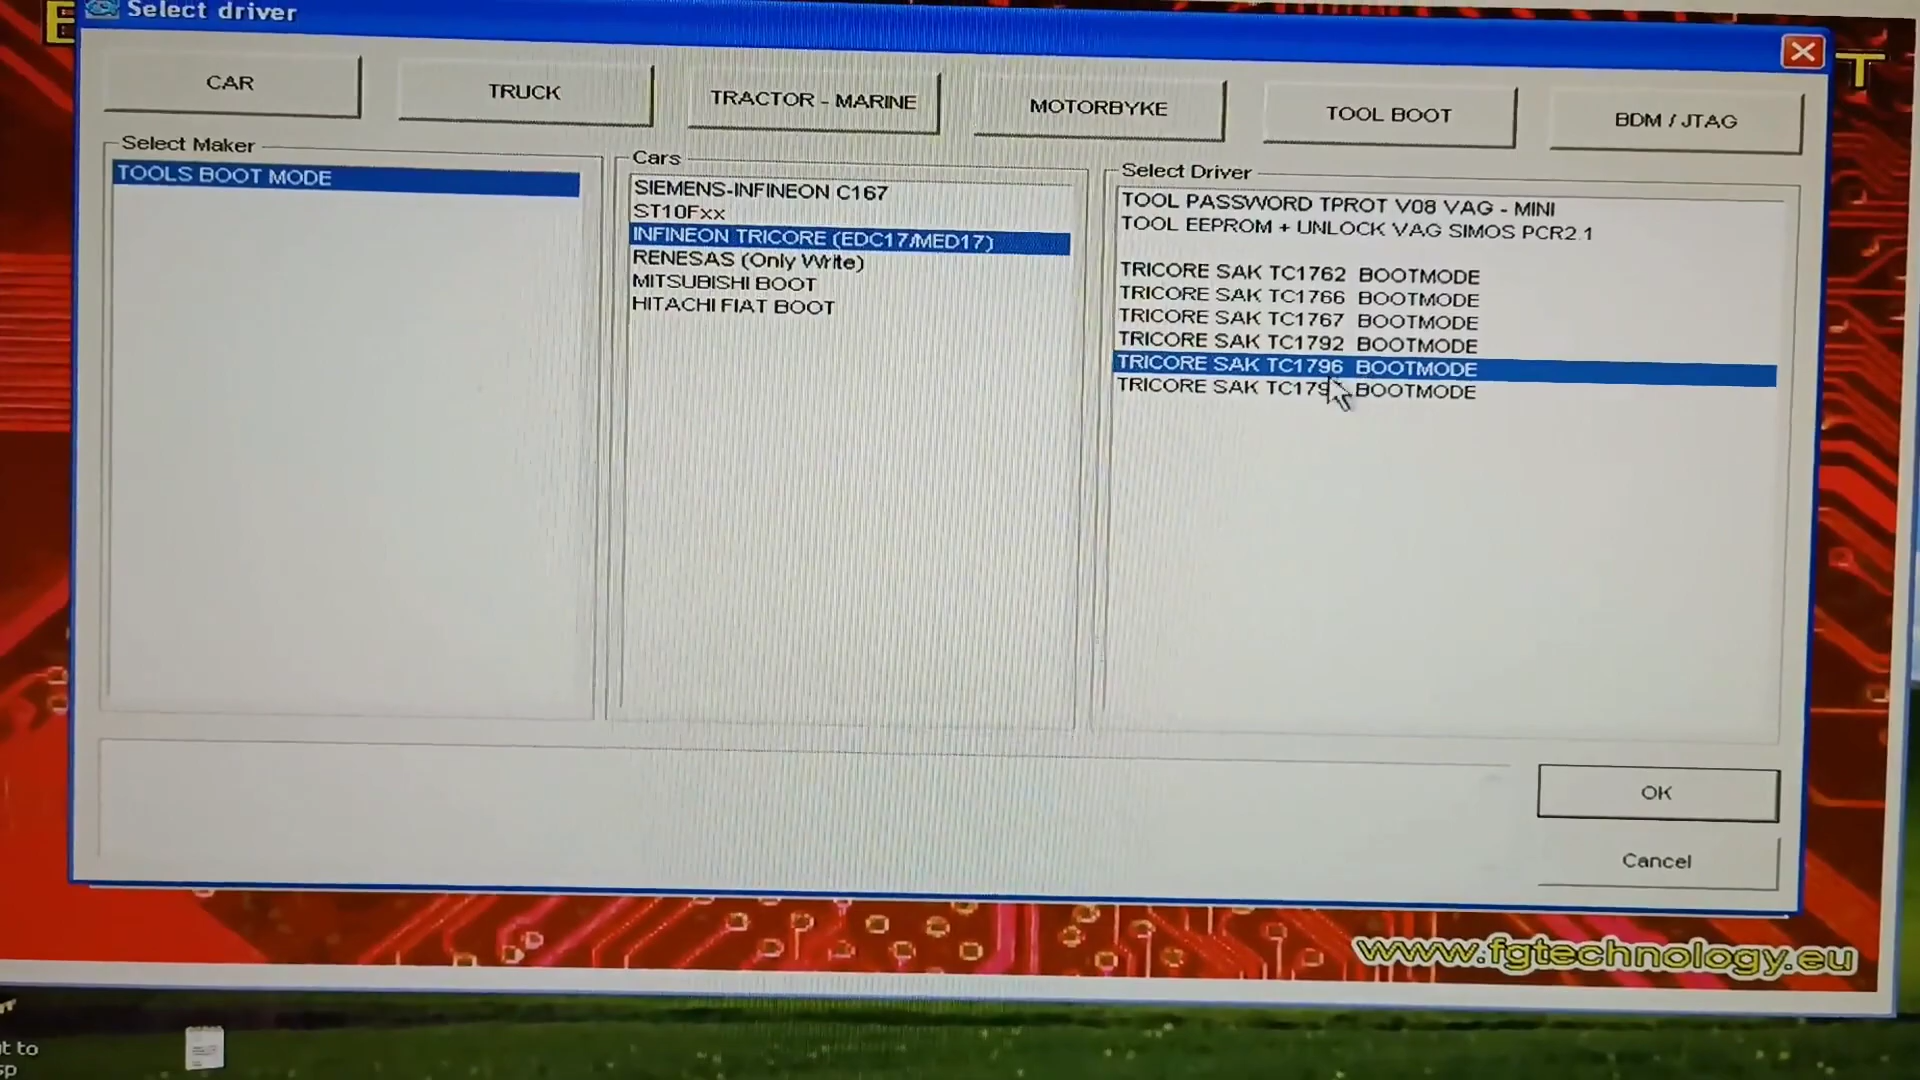 Select driver
E
T
CAR
TRUCK
TRACTOR - MARINE
MOTORBYKE
TOOL BOOT
BDM / JTAG
Select Maker
TOOLS BOOT MODE
Cars
SIEMENS-INFINEON C167
ST10Fxx
INFINEON TRICORE (EDC17/MED17)
RENESAS (Only Write)
MITSUBISHI BOOT
HITACHI FIAT BOOT
Select Driver
TOOL PASSWORD TPROT V08 VAG - MINI
TOOL EEPROM + UNLOCK VAG SIMOS PCR2.1
TRICORE SAK TC1762 BOOTMODE
TRICORE SAK TC1766 BOOTMODE
TRICORE SAK TC1767 BOOTMODE
TRICORE SAK TC1792 BOOTMODE
TRICORE SAK TC1796 BOOTMODE
TRICORE SAK BOOTMODE
OK
Cancel
www.fgtechnology.eu
t to
sp